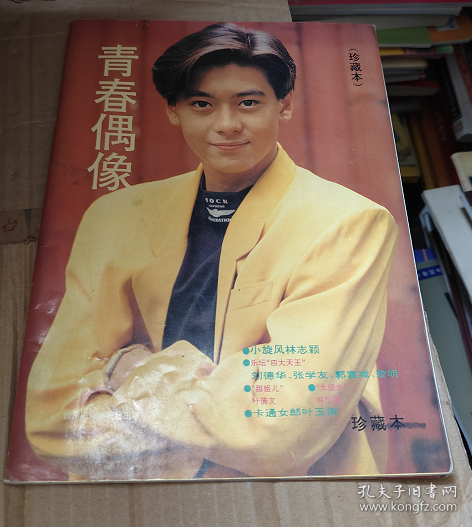 青春偶像
(珍藏本)
ROCK
●小旋风林志颖
●乐坛"四大天王"
刘德华、张学友、郭富城、黎明
●"甜姐儿"
叶倩文
●卡通女郎叶玉卿
珍藏本
孔夫子旧书网
www.kongfz.com